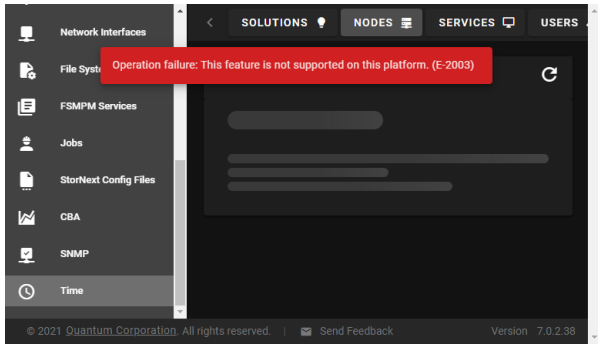 SOLUTIONS
NODES
SERVICES
USERS
Network Interfaces
Operation failure: This feature is not supported on this platform. (E-2003)
File Syste
FSMPM Services
Jobs
StorNext Config Files
CBA
SNMP
Time
© 2021 Quantum Corporation. All rights reserved. | Send Feedback Version 7.0.2.38